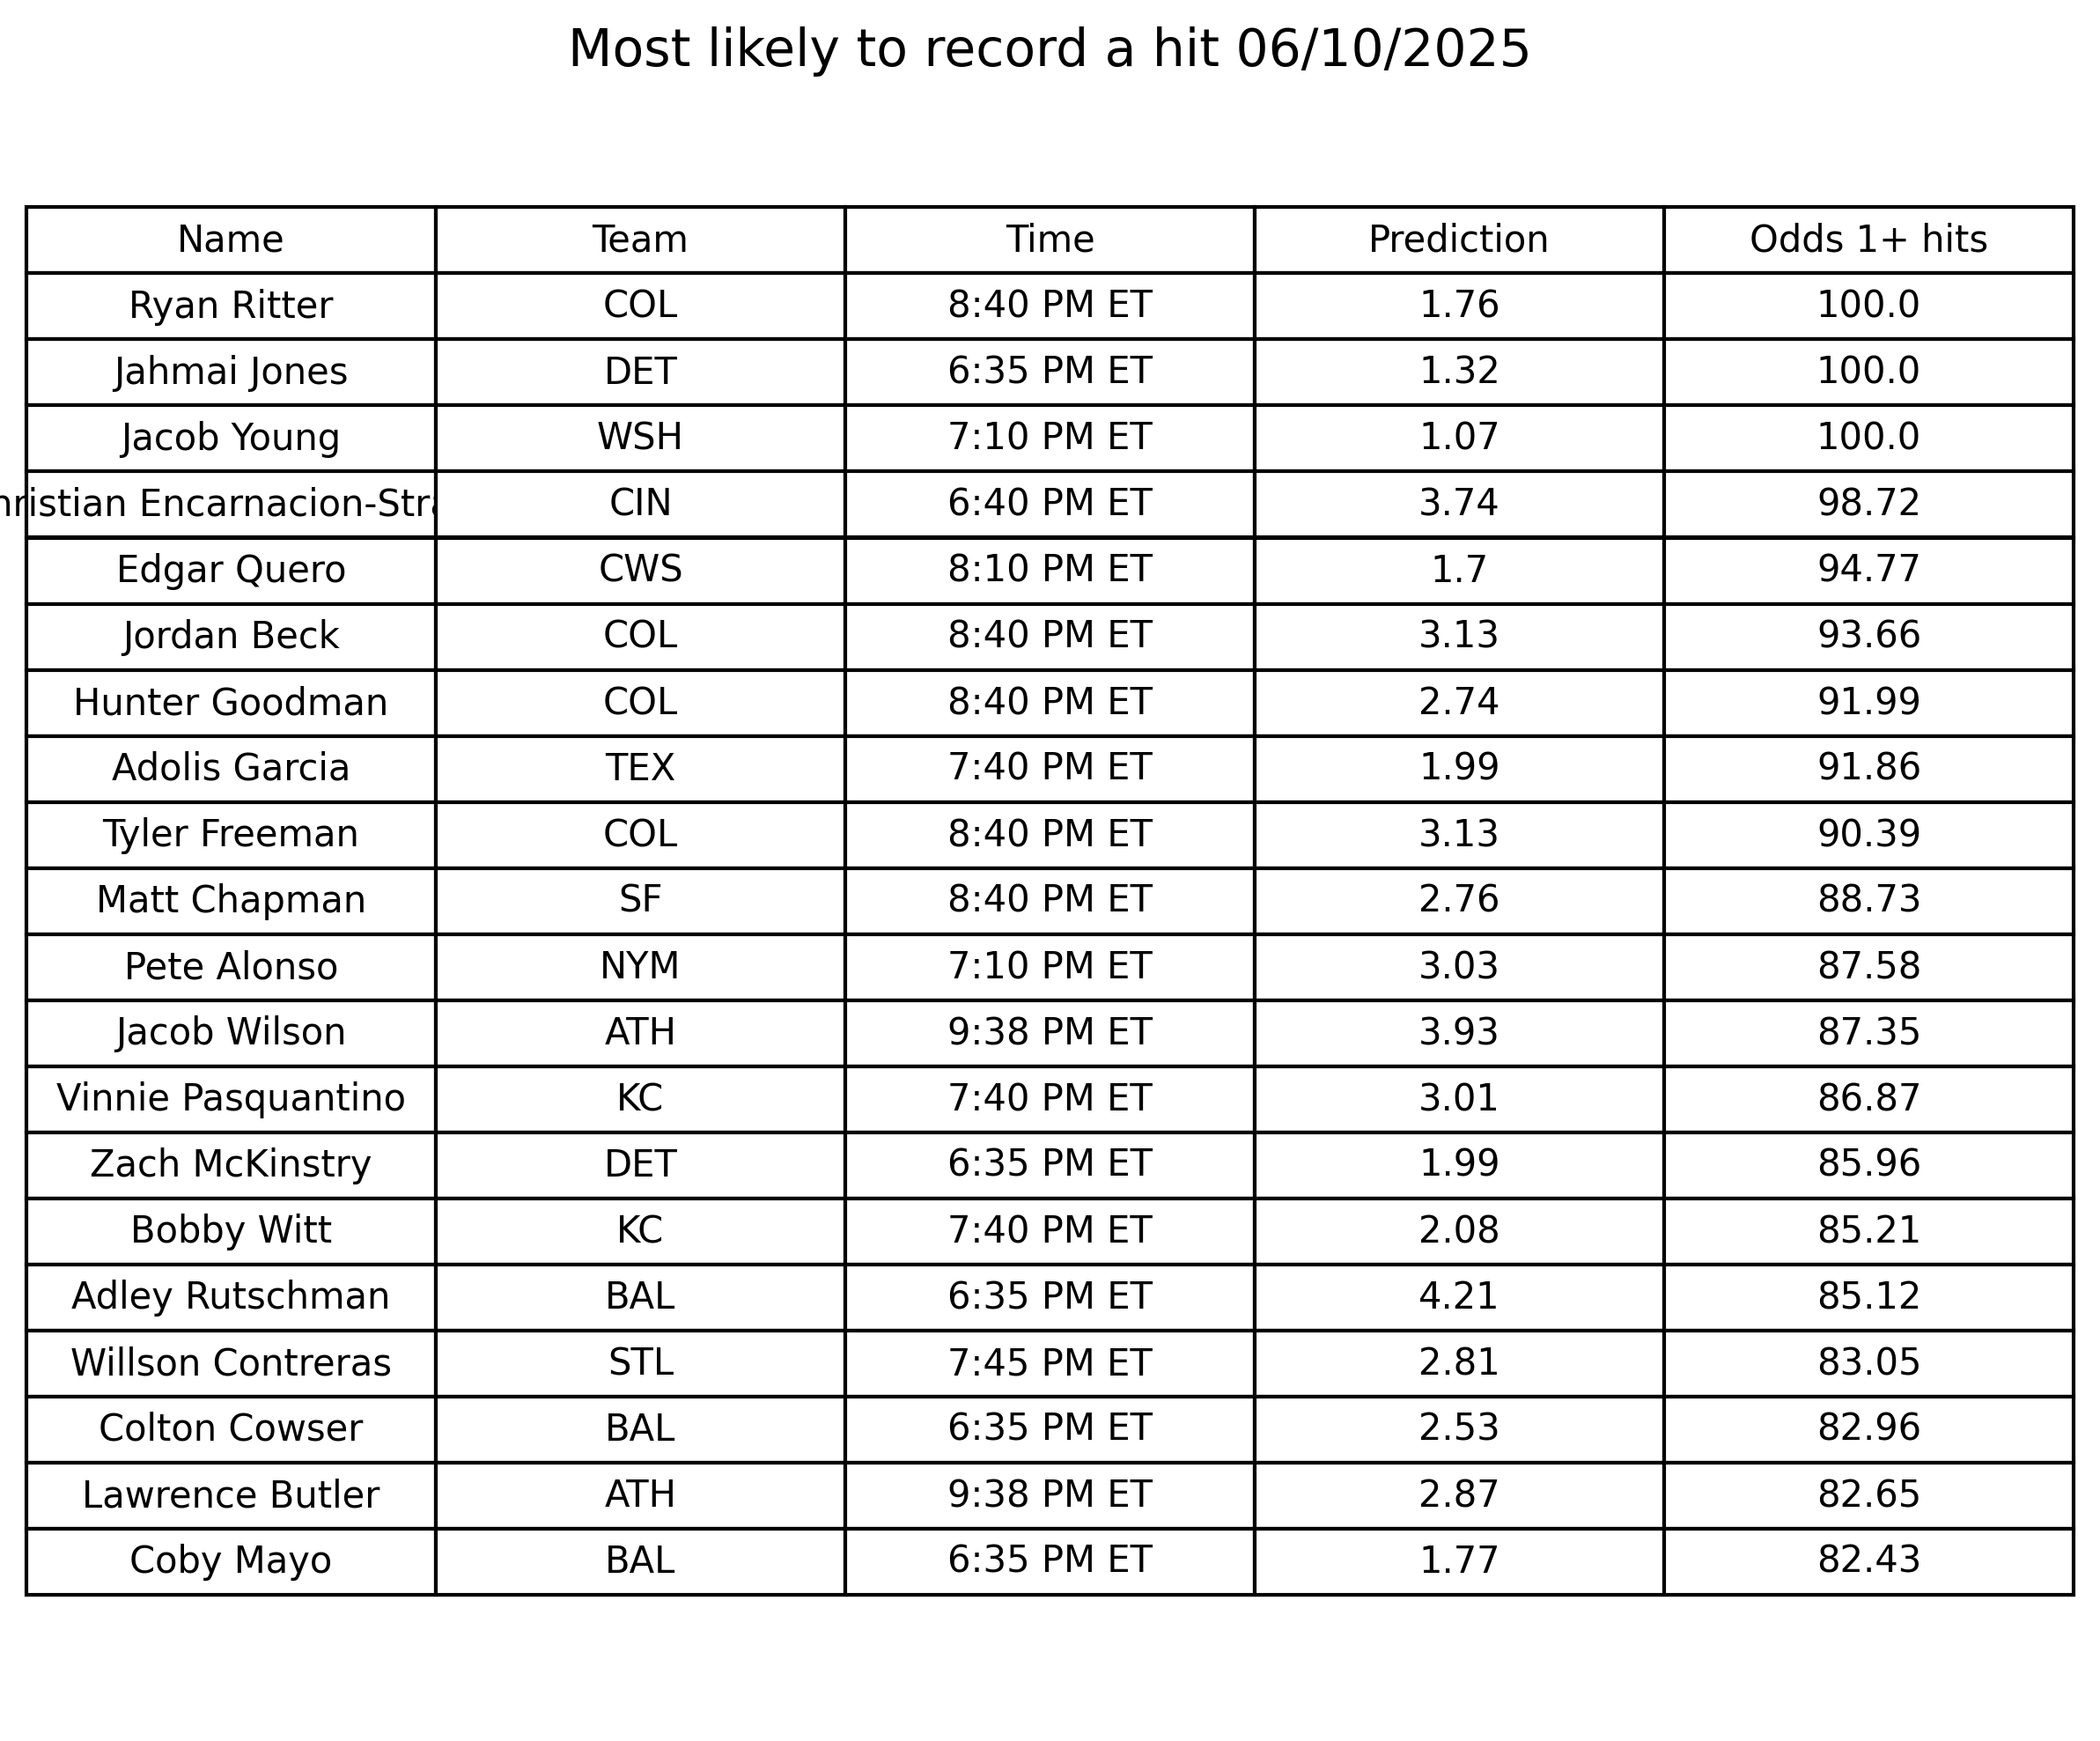 Most likely to record a hit 06/10/2025
Name Team Time Prediction Odds 1+ hits
Ryan Ritter COL 8:40 PM ET 1.76 100.0
Jahmai Jones DET 6:35 PM ET 1.32 100.0
Jacob Young WSH 7:10 PM ET 1.07 100.0
hristian Encarnacion-Stra CIN 6:40 PM ET 3.74 98.72
Edgar Quero CWS 8:10 PM ET 1.7 94.77
Jordan Beck COL 8:40 PM ET 3.13 93.66
Hunter Goodman COL 8:40 PM ET 2.74 91.99
Adolis Garcia TEX 7:40 PM ET 1.99 91.86
Tyler Freeman COL 8:40 PM ET 3.13 90.39
Matt Chapman SF 8:40 PM ET 2.76 88.73
Pete Alonso NYM 7:10 PM ET 3.03 87.58
Jacob Wilson ATH 9:38 PM ET 3.93 87.35
Vinnie Pasquantino KC 7:40 PM ET 3.01 86.87
Zach McKinstry DET 6:35 PM ET 1.99 85.96
Bobby Witt KC 7:40 PM ET 2.08 85.21
Adley Rutschman BAL 6:35 PM ET 4.21 85.12
Willson Contreras STL 7:45 PM ET 2.81 83.05
Colton Cowser BAL 6:35 PM ET 2.53 82.96
Lawrence Butler ATH 9:38 PM ET 2.87 82.65
Coby Mayo BAL 6:35 PM ET 1.77 82.43